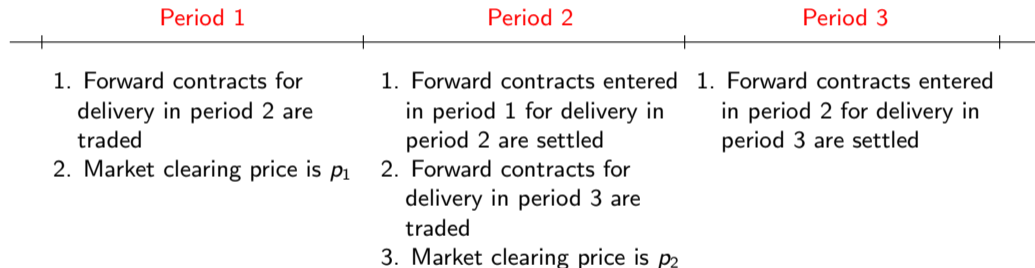 Period 1
Period 2
Period 3
1. Forward contracts for
delivery in period 2 are
traded
2. Market clearing price is p₁
1. Forward contracts entered
in period 1 for delivery in
period 2 are settled
2. Forward contracts for
delivery in period 3 are
traded
3. Market clearing price is p₂
1. Forward contracts entered
in period 2 for delivery in
period 3 are settled